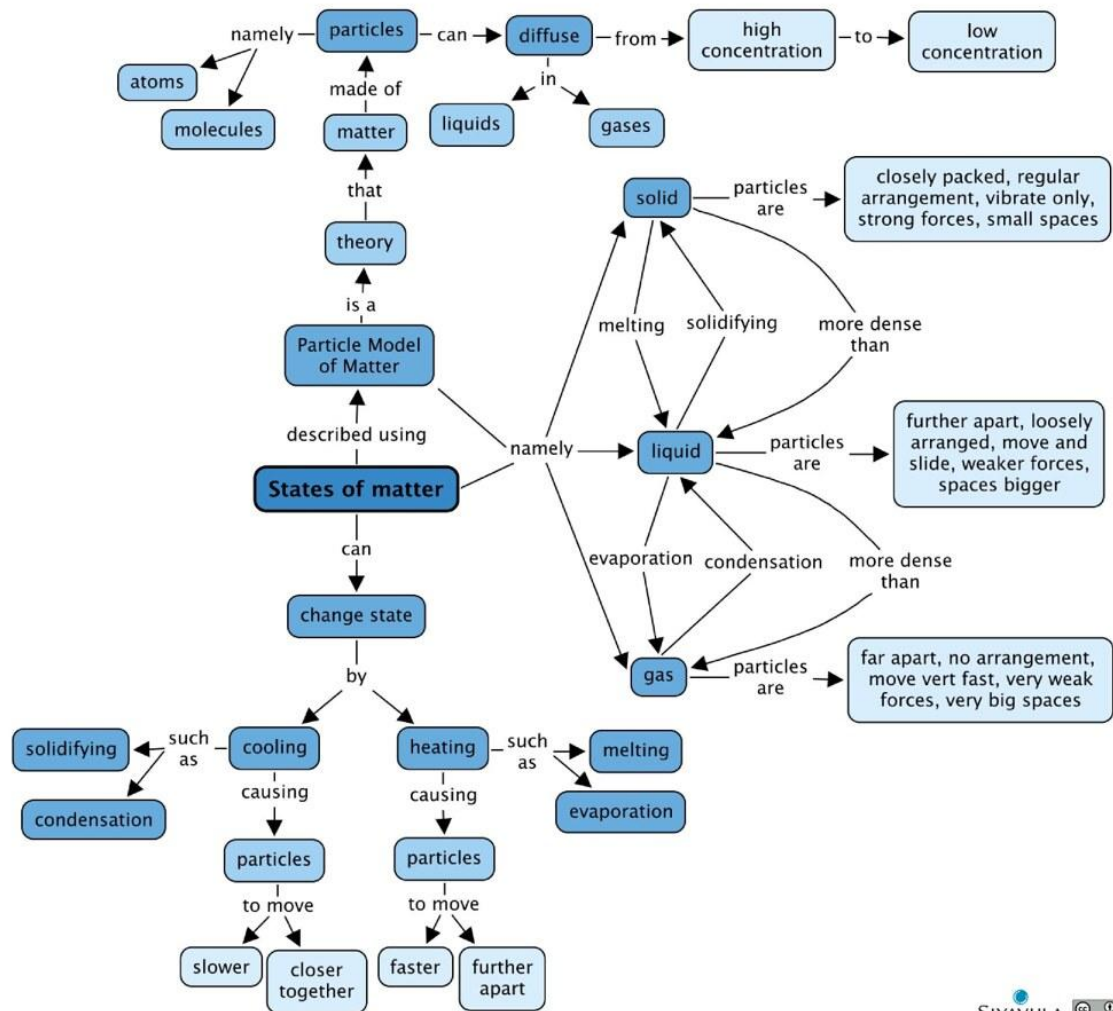 namely
particles
can
diffuse
from
high
concentration
to
low
concentration
atoms
molecules
made of
matter
in
liquids
gases
that
theory
is a
Particle Model
of Matter
described using
States of matter
namely
solid
particles
are
closely packed, regular
arrangement, vibrate only,
strong forces, small spaces
melting
solidifying
more dense
than
liquid
particles
are
further apart, loosely
arranged, move and
slide, weaker forces,
spaces bigger
evaporation
condensation
more dense
than
gas
particles
are
far apart, no arrangement,
move vert fast, very weak
forces, very big spaces
can
change state
by
cooling
such
as
solidifying
condensation
causing
particles
to move
slower
closer
together
heating
such
as
melting
evaporation
causing
particles
to move
faster
further
apart